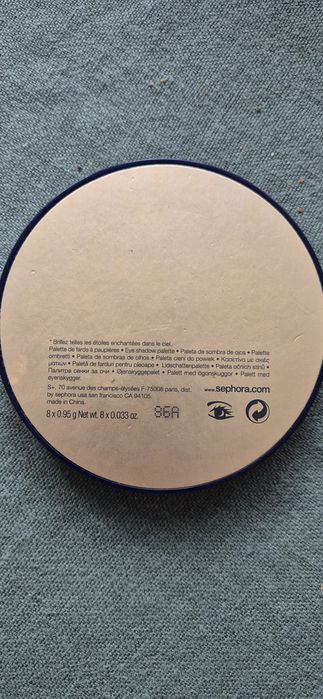 * Brillez telles les étoiles enchantées dans le ciel.
Palette de fards à paupières • Eye shadow palette • Paleta de sombras de ojos • Palette
ombretti • Paleta de sombras de olhos • Paleta cieni do powiek • Κασετίνα με σκιές
ματιών • Paletă de farduri pentru pleoape • Lidschattenpalette • Paleta očních stínů •
Палитра сенки за очи • Øjenskyggepalet • Palett med ögonskuggor • Palett med
øyenskygger.
S+, 70 avenue des champs-élysées F-75008 paris, dist.
by sephora usa san francisco CA 94105.
made in China.
www.sephora.com
8 x 0.95 g Net wt. 8 x 0.033 oz.
86A